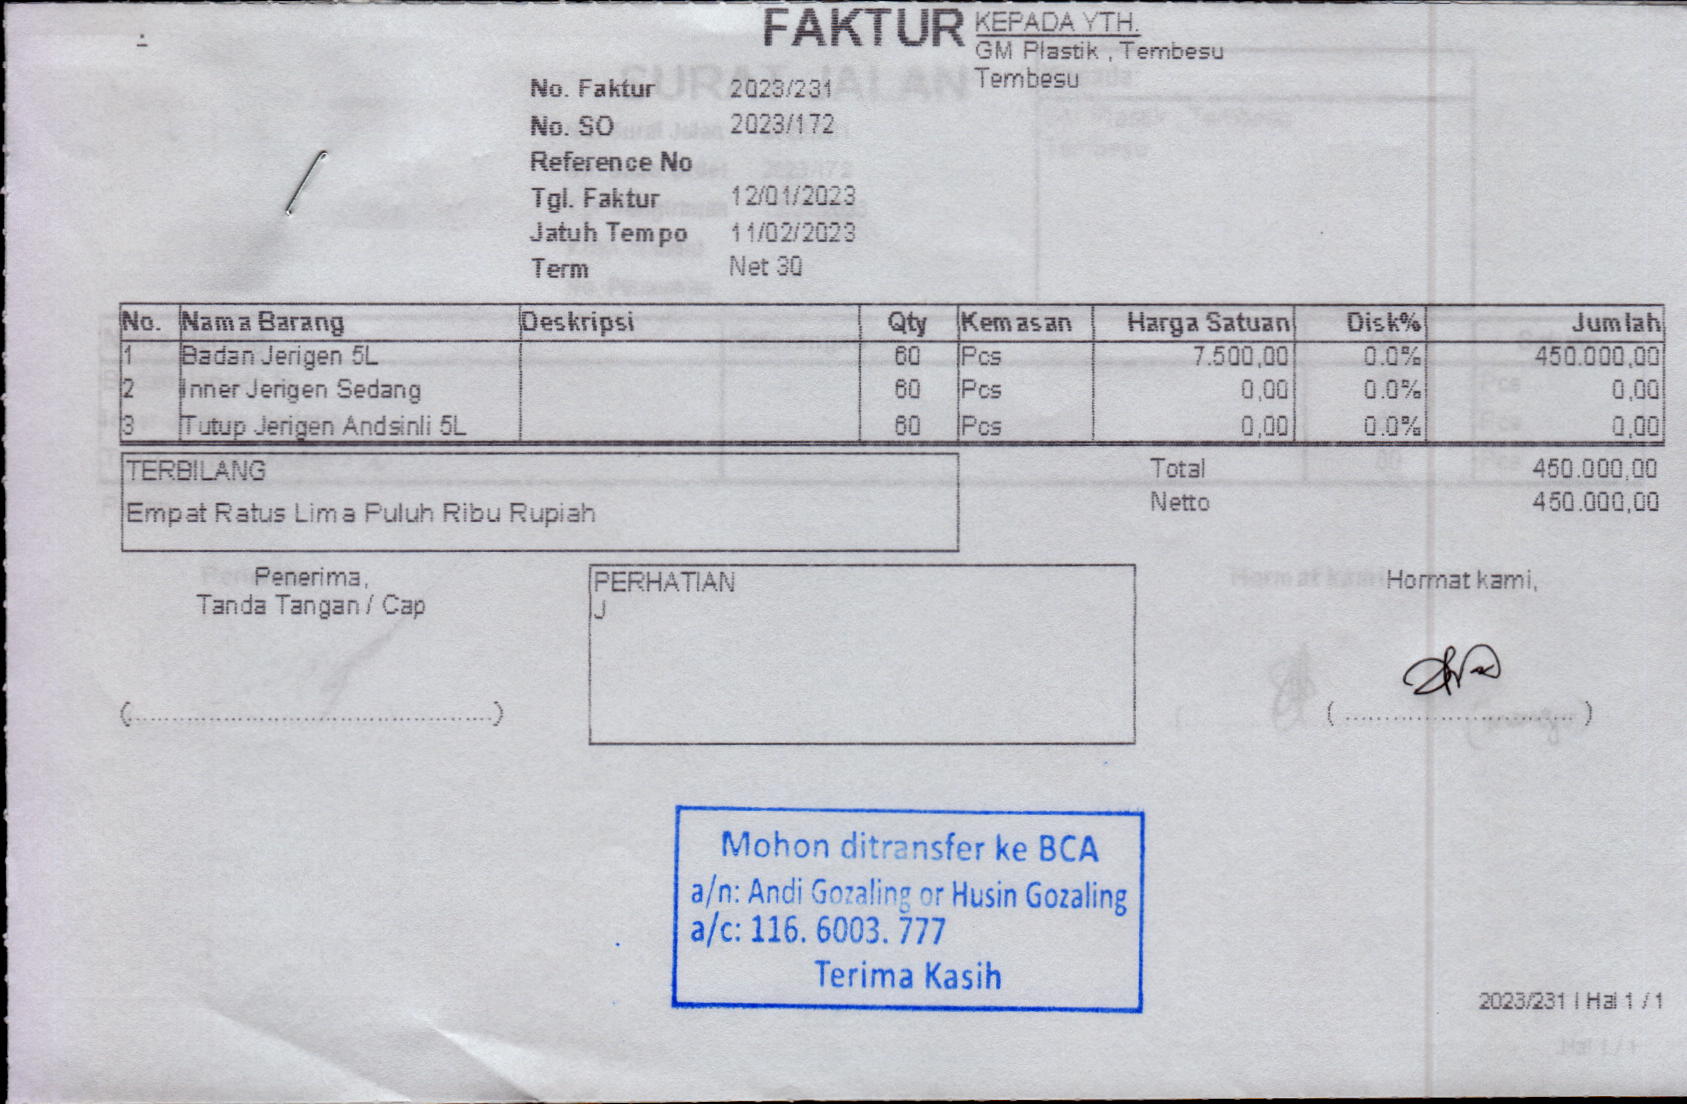 FAKTUR
KEPADA YTH.
GM Plastik , Tembesu
Tembesu
No. Faktur 2023/231
No. SO 2023/172
Reference No
Tgl. Faktur 12/01/2023
Jatuh Tempo 11/02/2023
Term Net 30
No. Nama Barang Deskripsi Qty Kemasan Harga Satuan Disk% Jumlah
1 Badan Jerigen 5L 60 Pcs 7.500,00 0.0% 450.000,00
2 Inner Jerigen Sedang 60 Pcs 0,00 0.0% 0,00
3 Tutup Jerigen Andsinli 5L 60 Pcs 0,00 0.0% 0,00
TERBILANG
Empat Ratus Lima Puluh Ribu Rupiah
Total 450.000,00
Netto 450.000,00
Penerima,
Tanda Tangan / Cap
PERHATIAN
J
Hormat kami,
Mohon ditransfer ke BCA
a/n: Andi Gozaling or Husin Gozaling
a/c: 116. 6003. 777
Terima Kasih
2023/231 | Hal 1 / 1